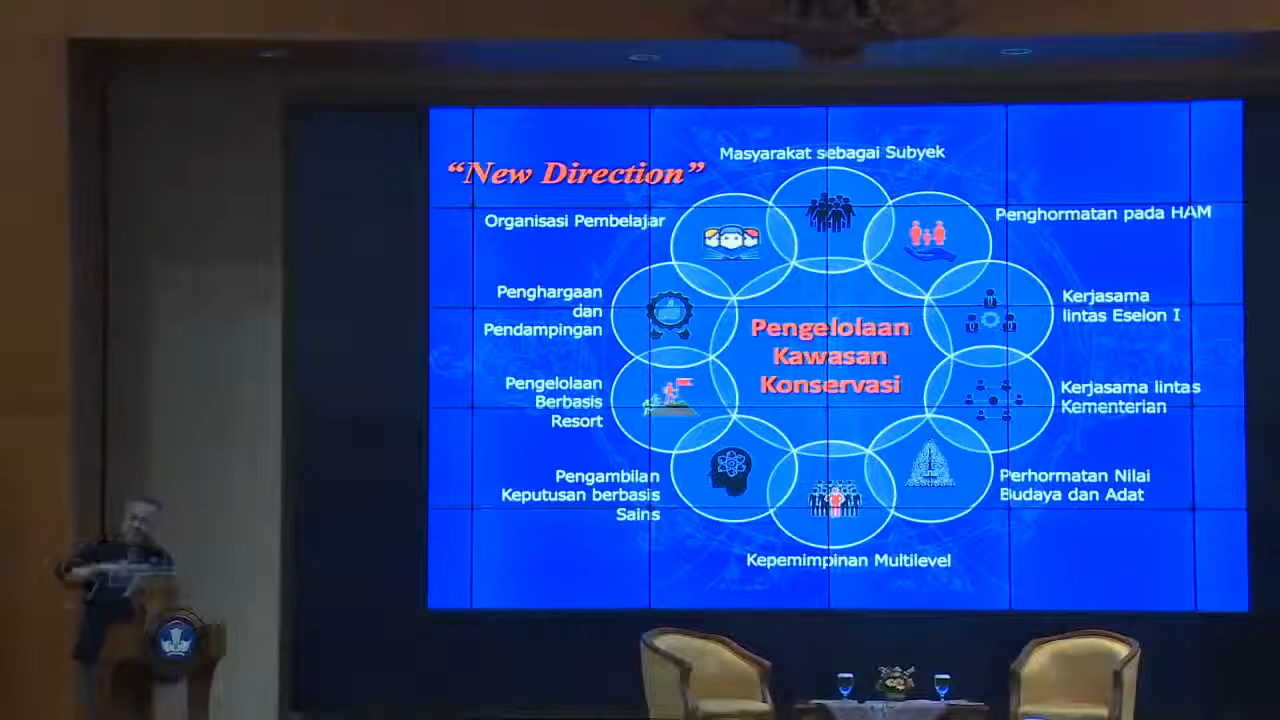 “New Direction”
Masyarakat sebagai Subyek
Organisasi Pembelajar
Penghormatan pada HAM
Penghargaan
dan
Pendampingan
Kerjasama
lintas Eselon I
Pengelolaan
Kawasan
Konservasi
Pengelolaan
Berbasis
Resort
Kerjasama lintas
Kementerian
Pengambilan
Keputusan berbasis
Sains
Perhormatan Nilai
Budaya dan Adat
Kepemimpinan Multilevel